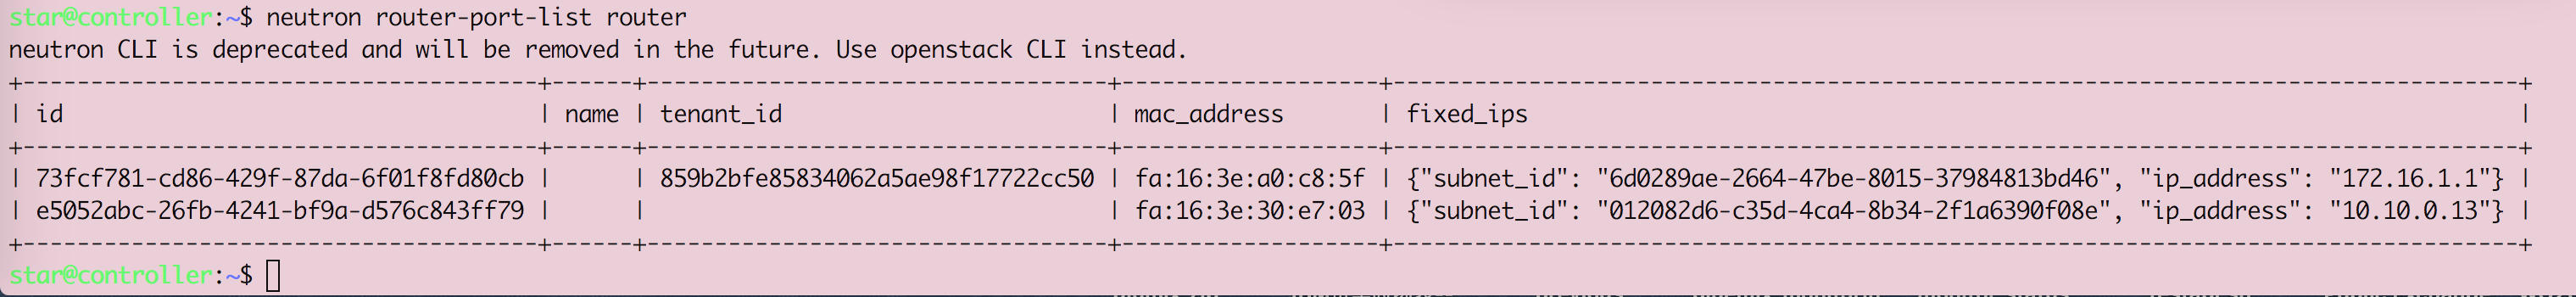 star@controller:~$ neutron router-port-list router
neutron CLI is deprecated and will be removed in the future. Use openstack CLI instead.
+--------------------------------------+------+----------------------------------+-------------------+-----------------------------------------------------------------------------------+
| id | name | tenant_id | mac_address | fixed_ips |
+--------------------------------------+------+----------------------------------+-------------------+-----------------------------------------------------------------------------------+
| 73fcf781-cd86-429f-87da-6f01f8fd80cb | | 859b2bfe85834062a5ae98f17722cc50 | fa:16:3e:a0:c8:5f | {"subnet_id": "6d0289ae-2664-47be-8015-37984813bd46", "ip_address": "172.16.1.1"} |
| e5052abc-26fb-4241-bf9a-d576c843ff79 | | | fa:16:3e:30:e7:03 | {"subnet_id": "012082d6-c35d-4ca4-8b34-2f1a6390f08e", "ip_address": "10.10.0.13"} |
+--------------------------------------+------+----------------------------------+-------------------+-----------------------------------------------------------------------------------+
star@controller:~$